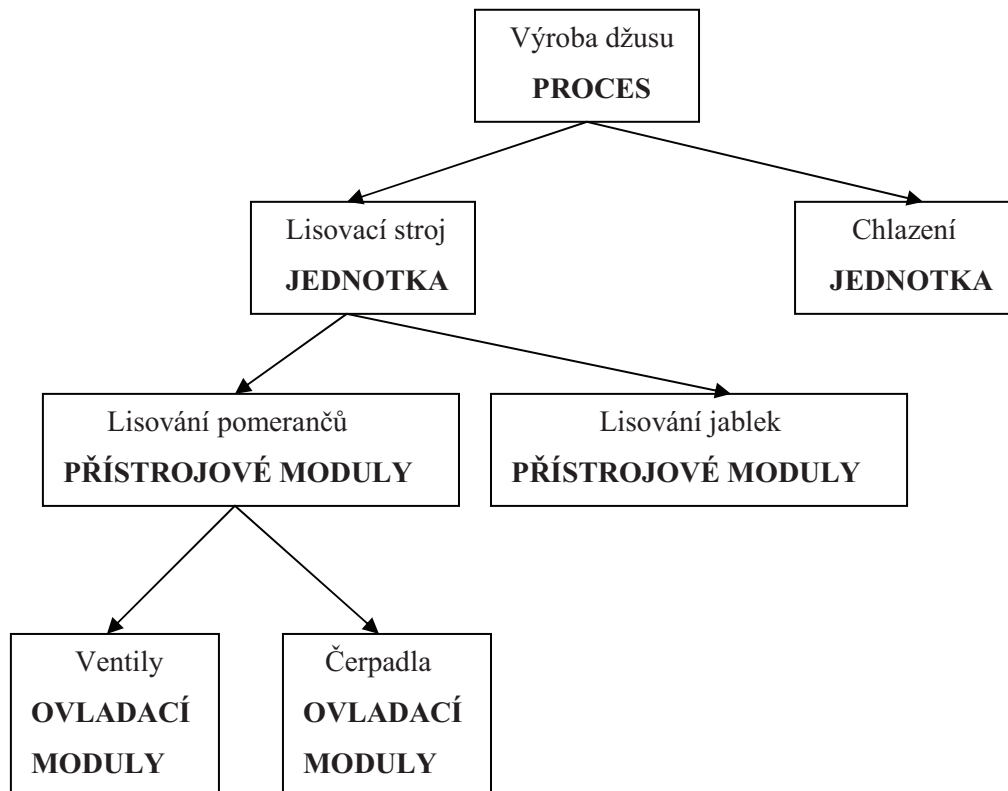 Výroba džusu
PROCES
Lisovací stroj
JEDNOTKA
Chlazení
JEDNOTKA
Lisování pomerančů
PŘÍSTROJOVÉ MODULY
Lisování jablek
PŘÍSTROJOVÉ MODULY
Ventily
OVLADACÍ
MODULY
Čerpadla
OVLADACÍ
MODULY